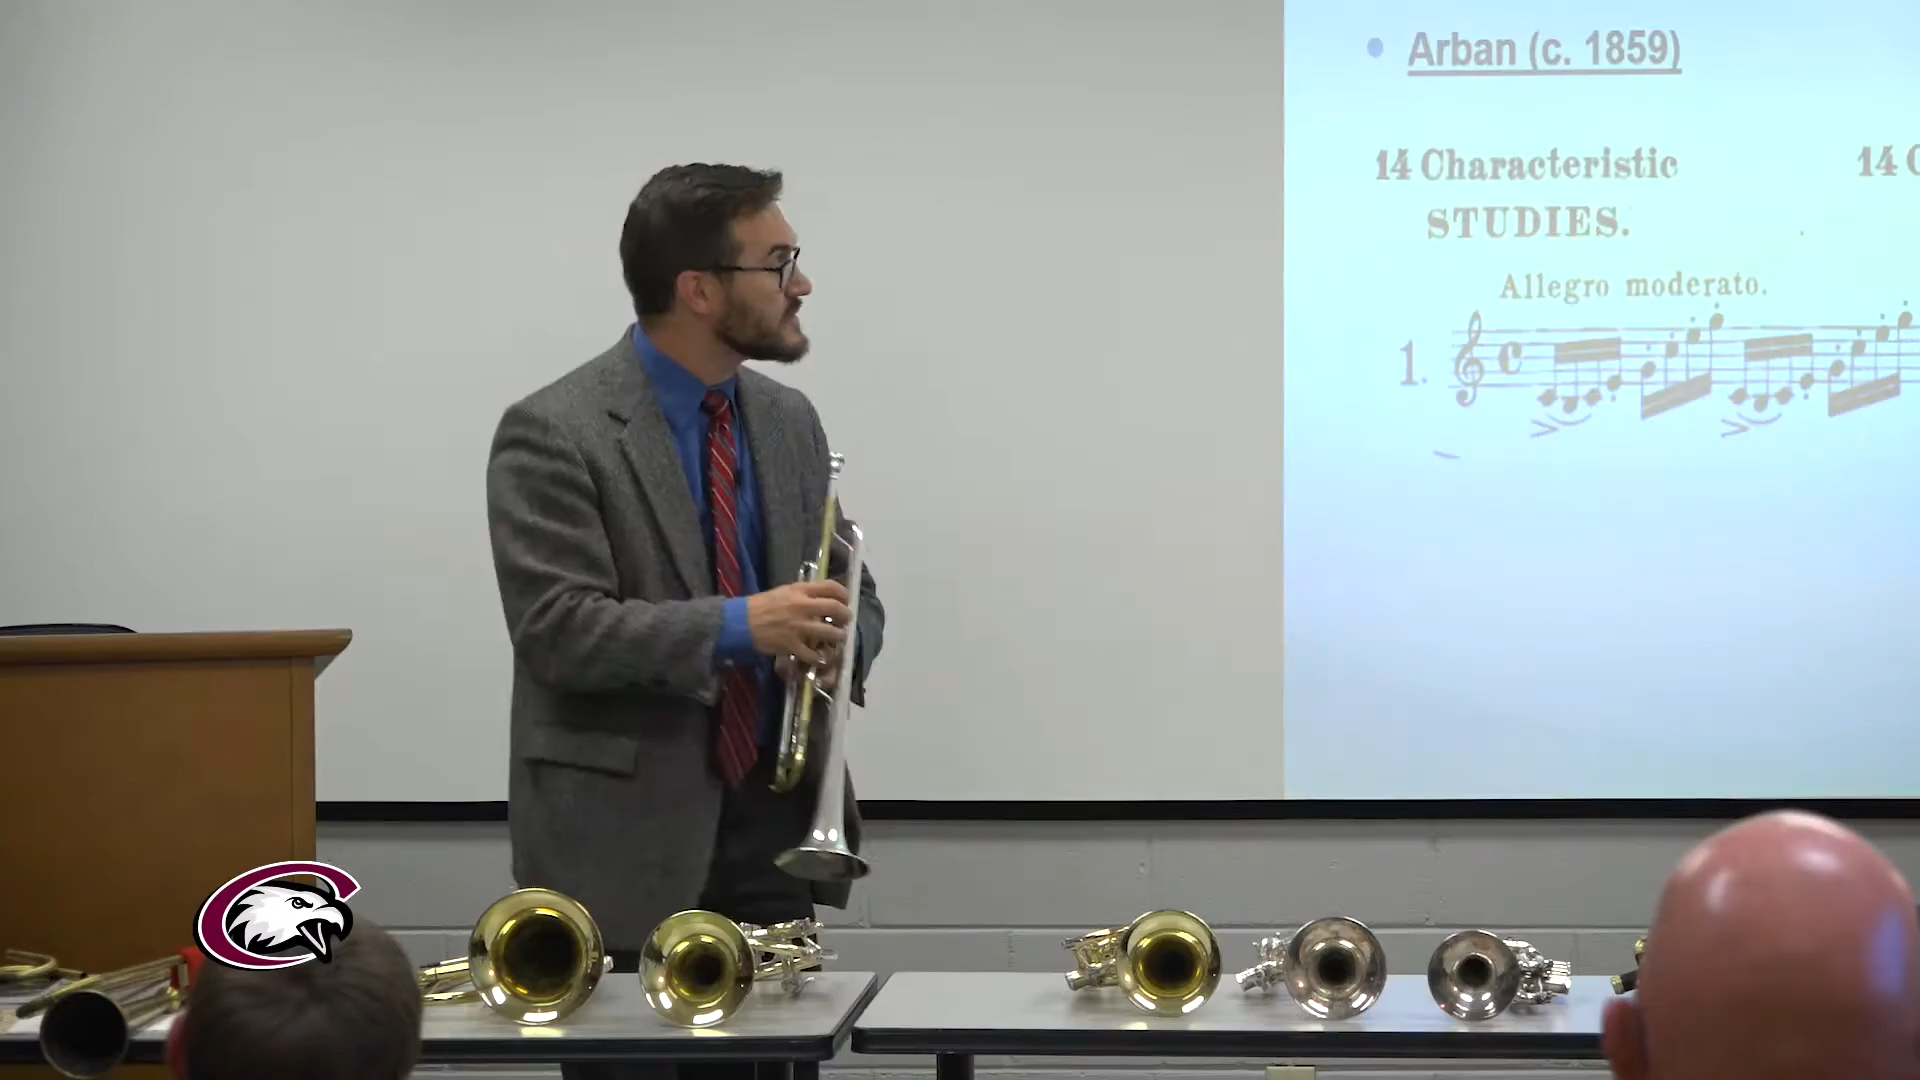 Arban (c. 1859)
14 Characteristic
STUDIES.
Allegro moderato.
1.
14 C